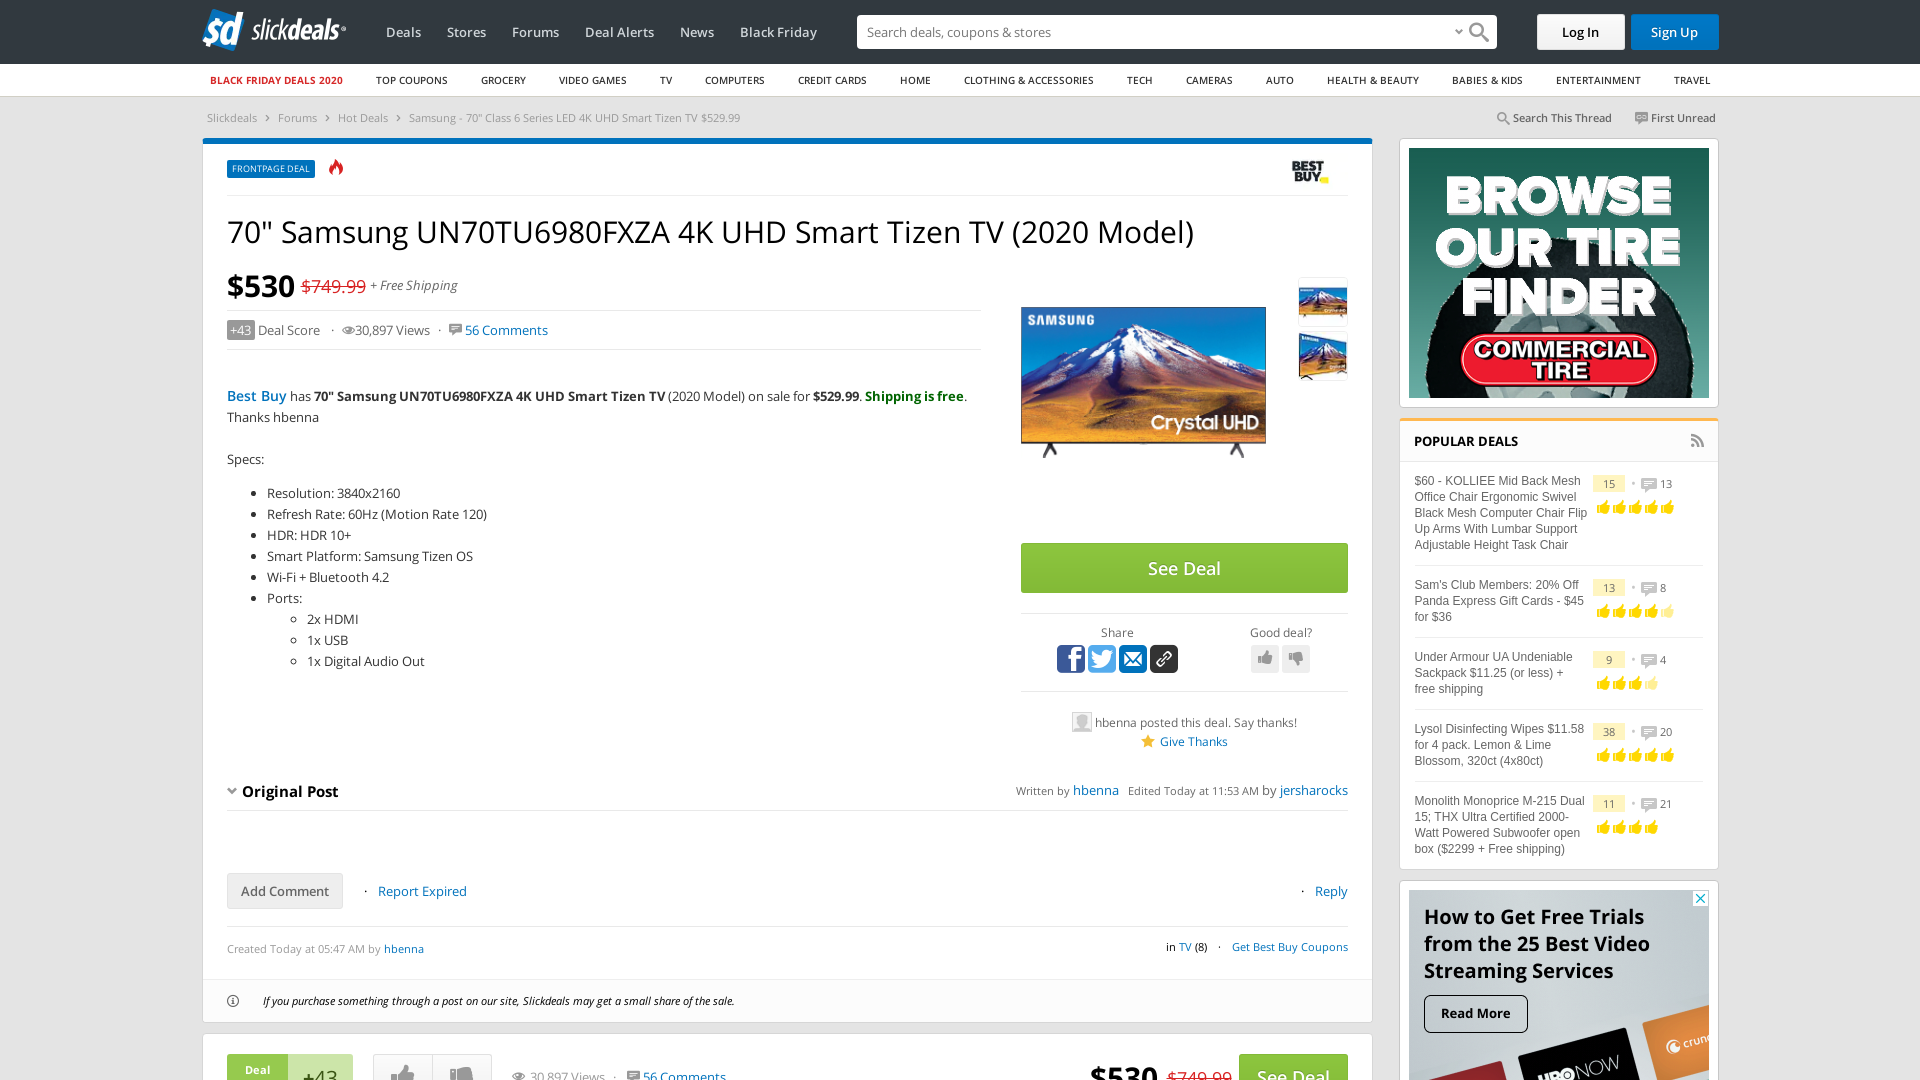 sd slickdeals
Deals Stores Forums Deal Alerts News Black Friday
Search deals, coupons & stores
Log In
Sign Up
BLACK FRIDAY DEALS 2020 TOP COUPONS GROCERY VIDEO GAMES TV COMPUTERS CREDIT CARDS HOME CLOTHING & ACCESSORIES TECH CAMERAS AUTO HEALTH & BEAUTY BABIES & KIDS ENTERTAINMENT TRAVEL
Slickdeals › Forums › Hot Deals › Samsung - 70" Class 6 Series LED 4K UHD Smart Tizen TV $529.99
Search This Thread First Unread
FRONTPAGE DEAL
BEST
BUY
70" Samsung UN70TU6980FXZA 4K UHD Smart Tizen TV (2020 Model)
$530 $749.99 + Free Shipping
+43 Deal Score · 30,897 Views · 56 Comments
Best Buy has 70" Samsung UN70TU6980FXZA 4K UHD Smart Tizen TV (2020 Model) on sale for $529.99. Shipping is free.
Thanks hbenna
Specs:
• Resolution: 3840x2160
• Refresh Rate: 60Hz (Motion Rate 120)
• HDR: HDR 10+
• Smart Platform: Samsung Tizen OS
• Wi-Fi + Bluetooth 4.2
• Ports:
◦ 2x HDMI
◦ 1x USB
◦ 1x Digital Audio Out
SAMSUNG
Crystal UHD
See Deal
Share
Good deal?
hbenna posted this deal. Say thanks!
Give Thanks
Original Post
Written by hbenna Edited Today at 11:53 AM by jersharocks
Add Comment · Report Expired
· Reply
Created Today at 05:47 AM by hbenna
in TV (8) · Get Best Buy Coupons
If you purchase something through a post on our site, Slickdeals may get a small share of the sale.
Deal
+43
30,897 Views · 56 Comments
$530 $749.99
See Deal
BROWSE
OUR TIRE
FINDER
COMMERCIAL
TIRE
POPULAR DEALS
$60 - KOLLIEE Mid Back Mesh
Office Chair Ergonomic Swivel
Black Mesh Computer Chair Flip
Up Arms With Lumbar Support
Adjustable Height Task Chair
15 • 13
Sam's Club Members: 20% Off
Panda Express Gift Cards - $45
for $36
13 • 8
Under Armour UA Undeniable
Sackpack $11.25 (or less) +
free shipping
9 • 4
Lysol Disinfecting Wipes $11.58
for 4 pack. Lemon & Lime
Blossom, 320ct (4x80ct)
38 • 20
Monolith Monoprice M-215 Dual
15; THX Ultra Certified 2000-
Watt Powered Subwoofer open
box ($2299 + Free shipping)
11 • 21
How to Get Free Trials
from the 25 Best Video
Streaming Services
Read More
crunc
HBO NOW